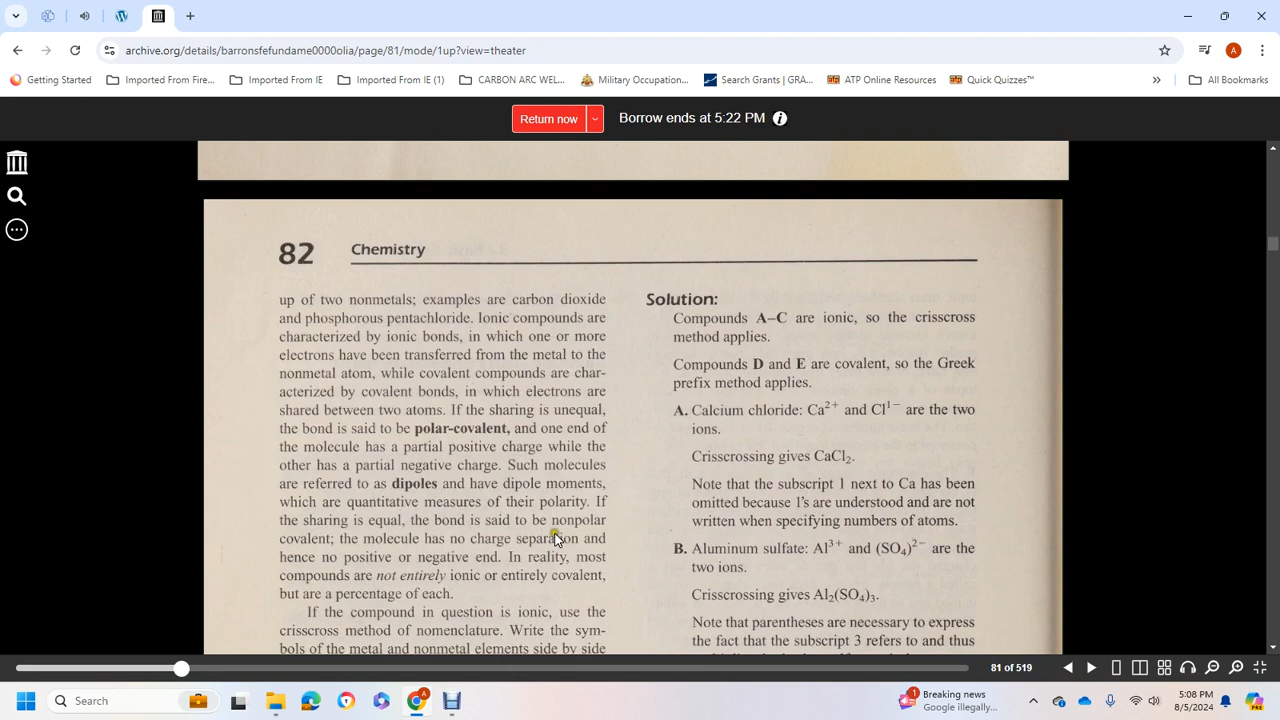 archive.org/details/barronsfefundame0000olia/page/81/mode/1up?view=theater
A
Getting Started
Imported From Fire...
Imported From IE
Imported From IE (1)
CARBON ARC WEL...
Military Occupation...
Search Grants | GRA...
ATP Online Resources
Quick Quizzes™
»
All Bookmarks
Return now
Borrow ends at 5:22 PM
82 Chemistry
up of two nonmetals; examples are carbon dioxide
and phosphorous pentachloride. Ionic compounds are
characterized by ionic bonds, in which one or more
electrons have been transferred from the metal to the
nonmetal atom, while covalent compounds are char-
acterized by covalent bonds, in which electrons are
shared between two atoms. If the sharing is unequal,
the bond is said to be polar-covalent, and one end of
the molecule has a partial positive charge while the
other has a partial negative charge. Such molecules
are referred to as dipoles and have dipole moments,
which are quantitative measures of their polarity. If
the sharing is equal, the bond is said to be nonpolar
covalent; the molecule has no charge separation and
hence no positive or negative end. In reality, most
compounds are not entirely ionic or entirely covalent,
but are a percentage of each.
If the compound in question is ionic, use the
crisscross method of nomenclature. Write the sym-
bols of the metal and nonmetal elements side by side
Solution:
Compounds A–C are ionic, so the crisscross
method applies.
Compounds D and E are covalent, so the Greek
prefix method applies.
A. Calcium chloride: Ca²⁺ and Cl¹⁻ are the two
ions.
Crisscrossing gives CaCl₂.
Note that the subscript 1 next to Ca has been
omitted because 1's are understood and are not
written when specifying numbers of atoms.
B. Aluminum sulfate: Al³⁺ and (SO₄)²⁻ are the
two ions.
Crisscrossing gives Al₂(SO₄)₃.
Note that parentheses are necessary to express
the fact that the subscript 3 refers to and thus
81 of 519
Search
Breaking news
Google illegally...
5:08 PM
8/5/2024